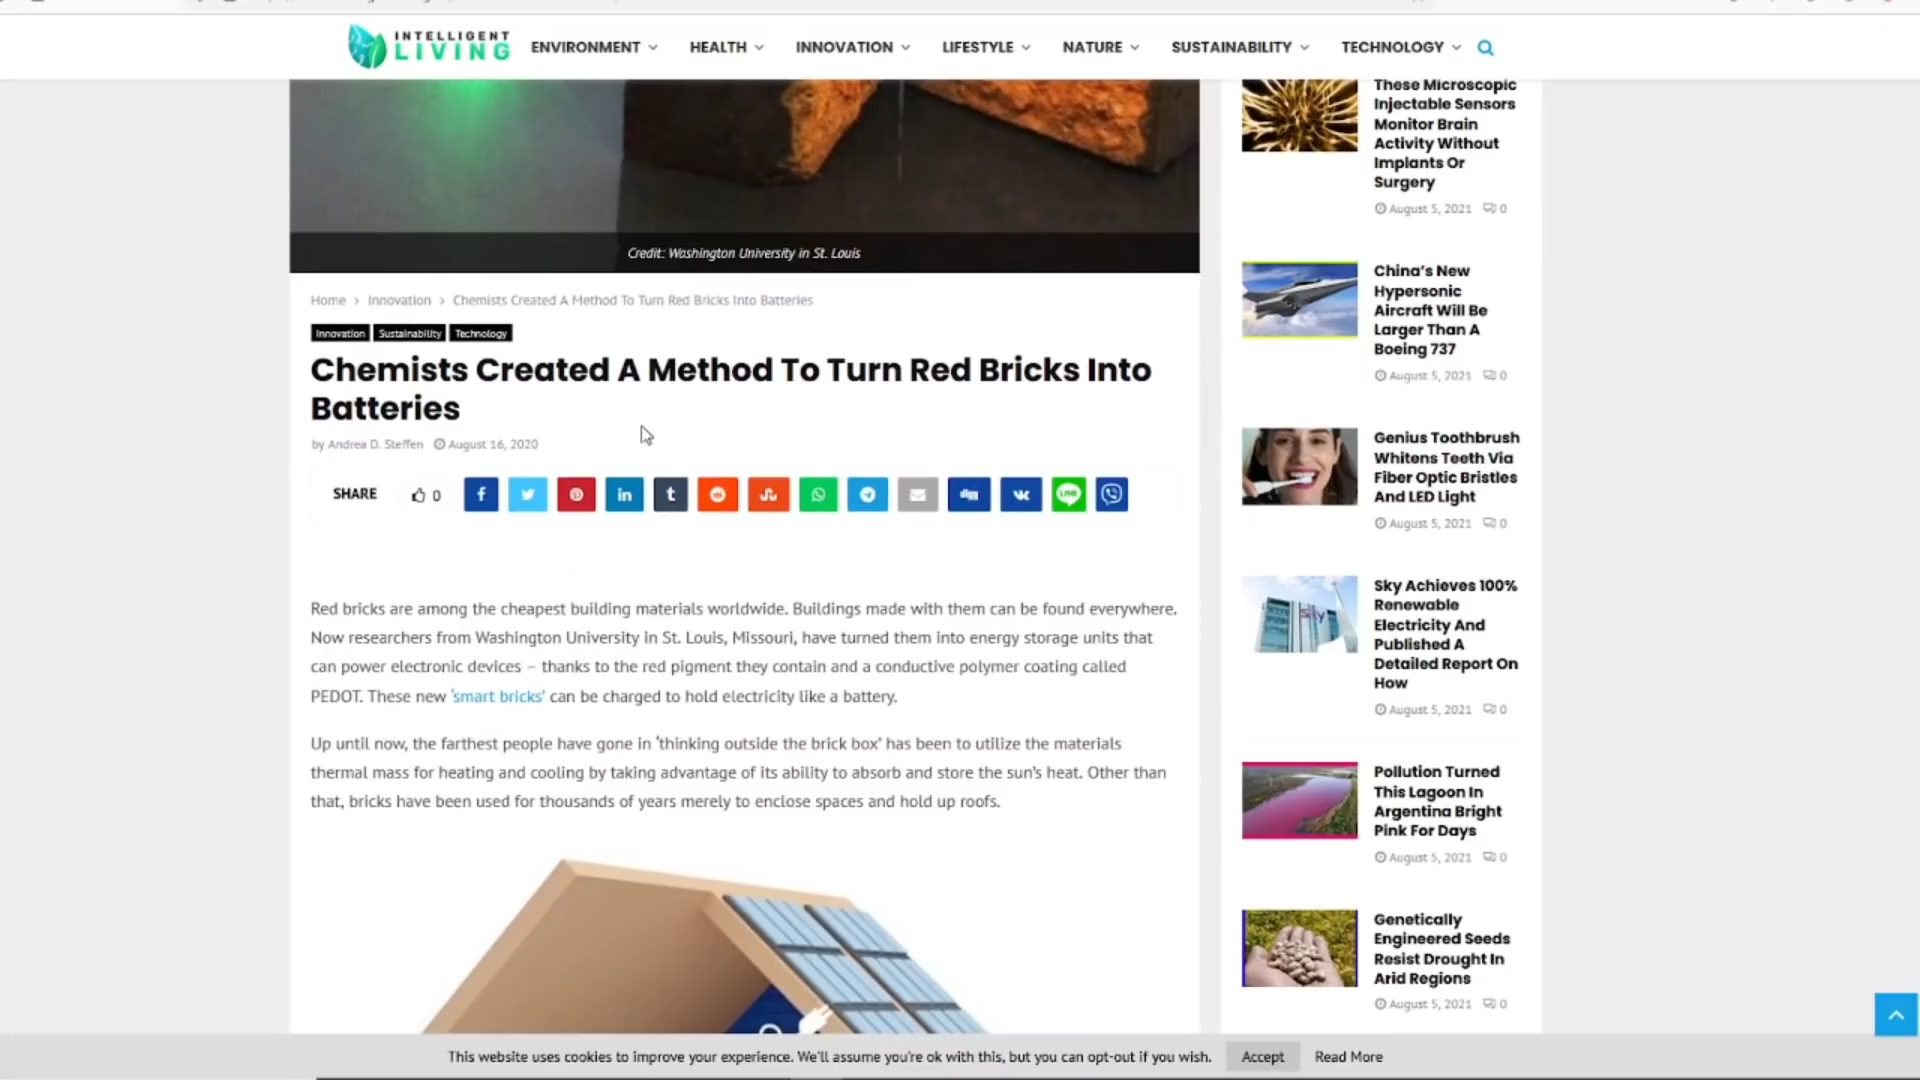 INTELLIGENT
LIVING
ENVIRONMENT
HEALTH
INNOVATION
LIFESTYLE
NATURE
SUSTAINABILITY
TECHNOLOGY
Credit: Washington University in St. Louis
Home > Innovation > Chemists Created A Method To Turn Red Bricks Into Batteries
Innovation
Sustainability
Technology
Chemists Created A Method To Turn Red Bricks Into
Batteries
by Andrea D. Steffen August 16, 2020
SHARE
0
Red bricks are among the cheapest building materials worldwide. Buildings made with them can be found everywhere.
Now researchers from Washington University in St. Louis, Missouri, have turned them into energy storage units that
can power electronic devices – thanks to the red pigment they contain and a conductive polymer coating called
PEDOT. These new ‘smart bricks’ can be charged to hold electricity like a battery.
Up until now, the farthest people have gone in ‘thinking outside the brick box’ has been to utilize the materials
thermal mass for heating and cooling by taking advantage of its ability to absorb and store the sun’s heat. Other than
that, bricks have been used for thousands of years merely to enclose spaces and hold up roofs.
These Microscopic
Injectable Sensors
Monitor Brain
Activity Without
Implants Or
Surgery
August 5, 2021 0
China’s New
Hypersonic
Aircraft Will Be
Larger Than A
Boeing 737
August 5, 2021 0
Genius Toothbrush
Whitens Teeth Via
Fiber Optic Bristles
And LED Light
August 5, 2021 0
sky
Sky Achieves 100%
Renewable
Electricity And
Published A
Detailed Report On
How
August 5, 2021 0
Pollution Turned
This Lagoon In
Argentina Bright
Pink For Days
August 5, 2021 0
Genetically
Engineered Seeds
Resist Drought In
Arid Regions
August 5, 2021 0
This website uses cookies to improve your experience. We'll assume you're ok with this, but you can opt-out if you wish.
Accept
Read More